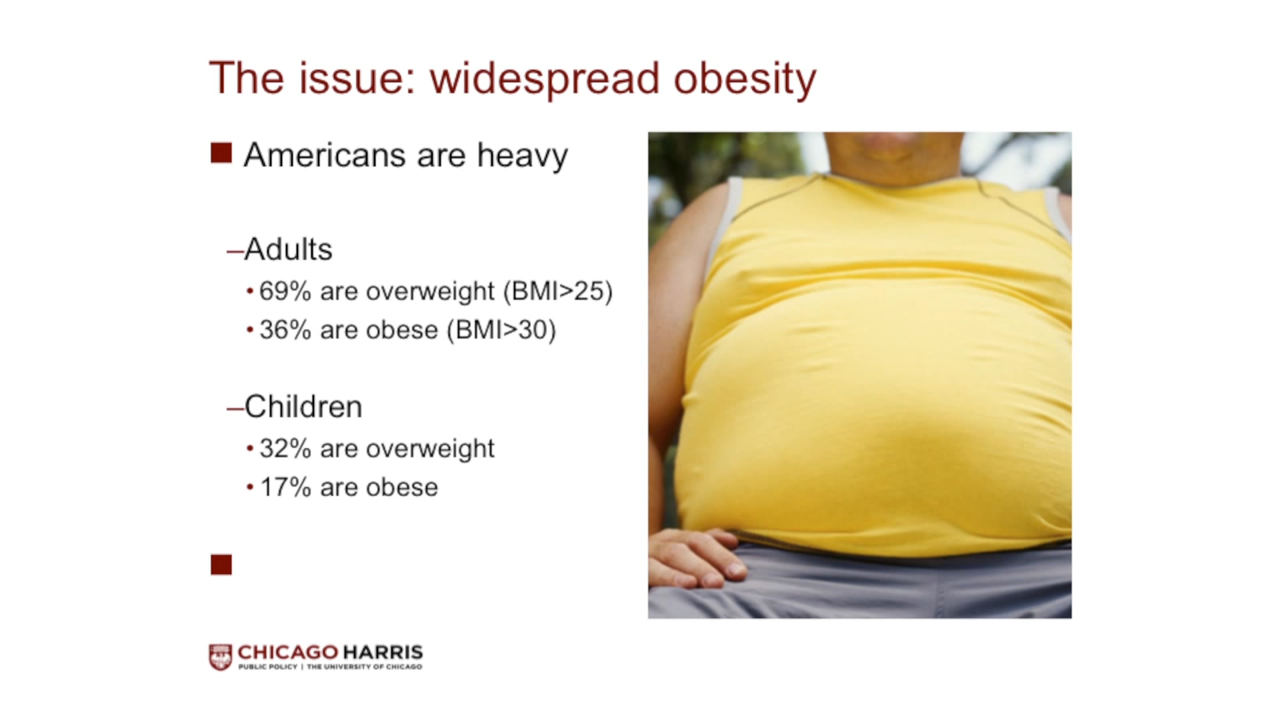 The issue: widespread obesity
■ Americans are heavy
–Adults
• 69% are overweight (BMI>25)
• 36% are obese (BMI>30)
–Children
• 32% are overweight
• 17% are obese
■
CHICAGO HARRIS
PUBLIC POLICY | THE UNIVERSITY OF CHICAGO